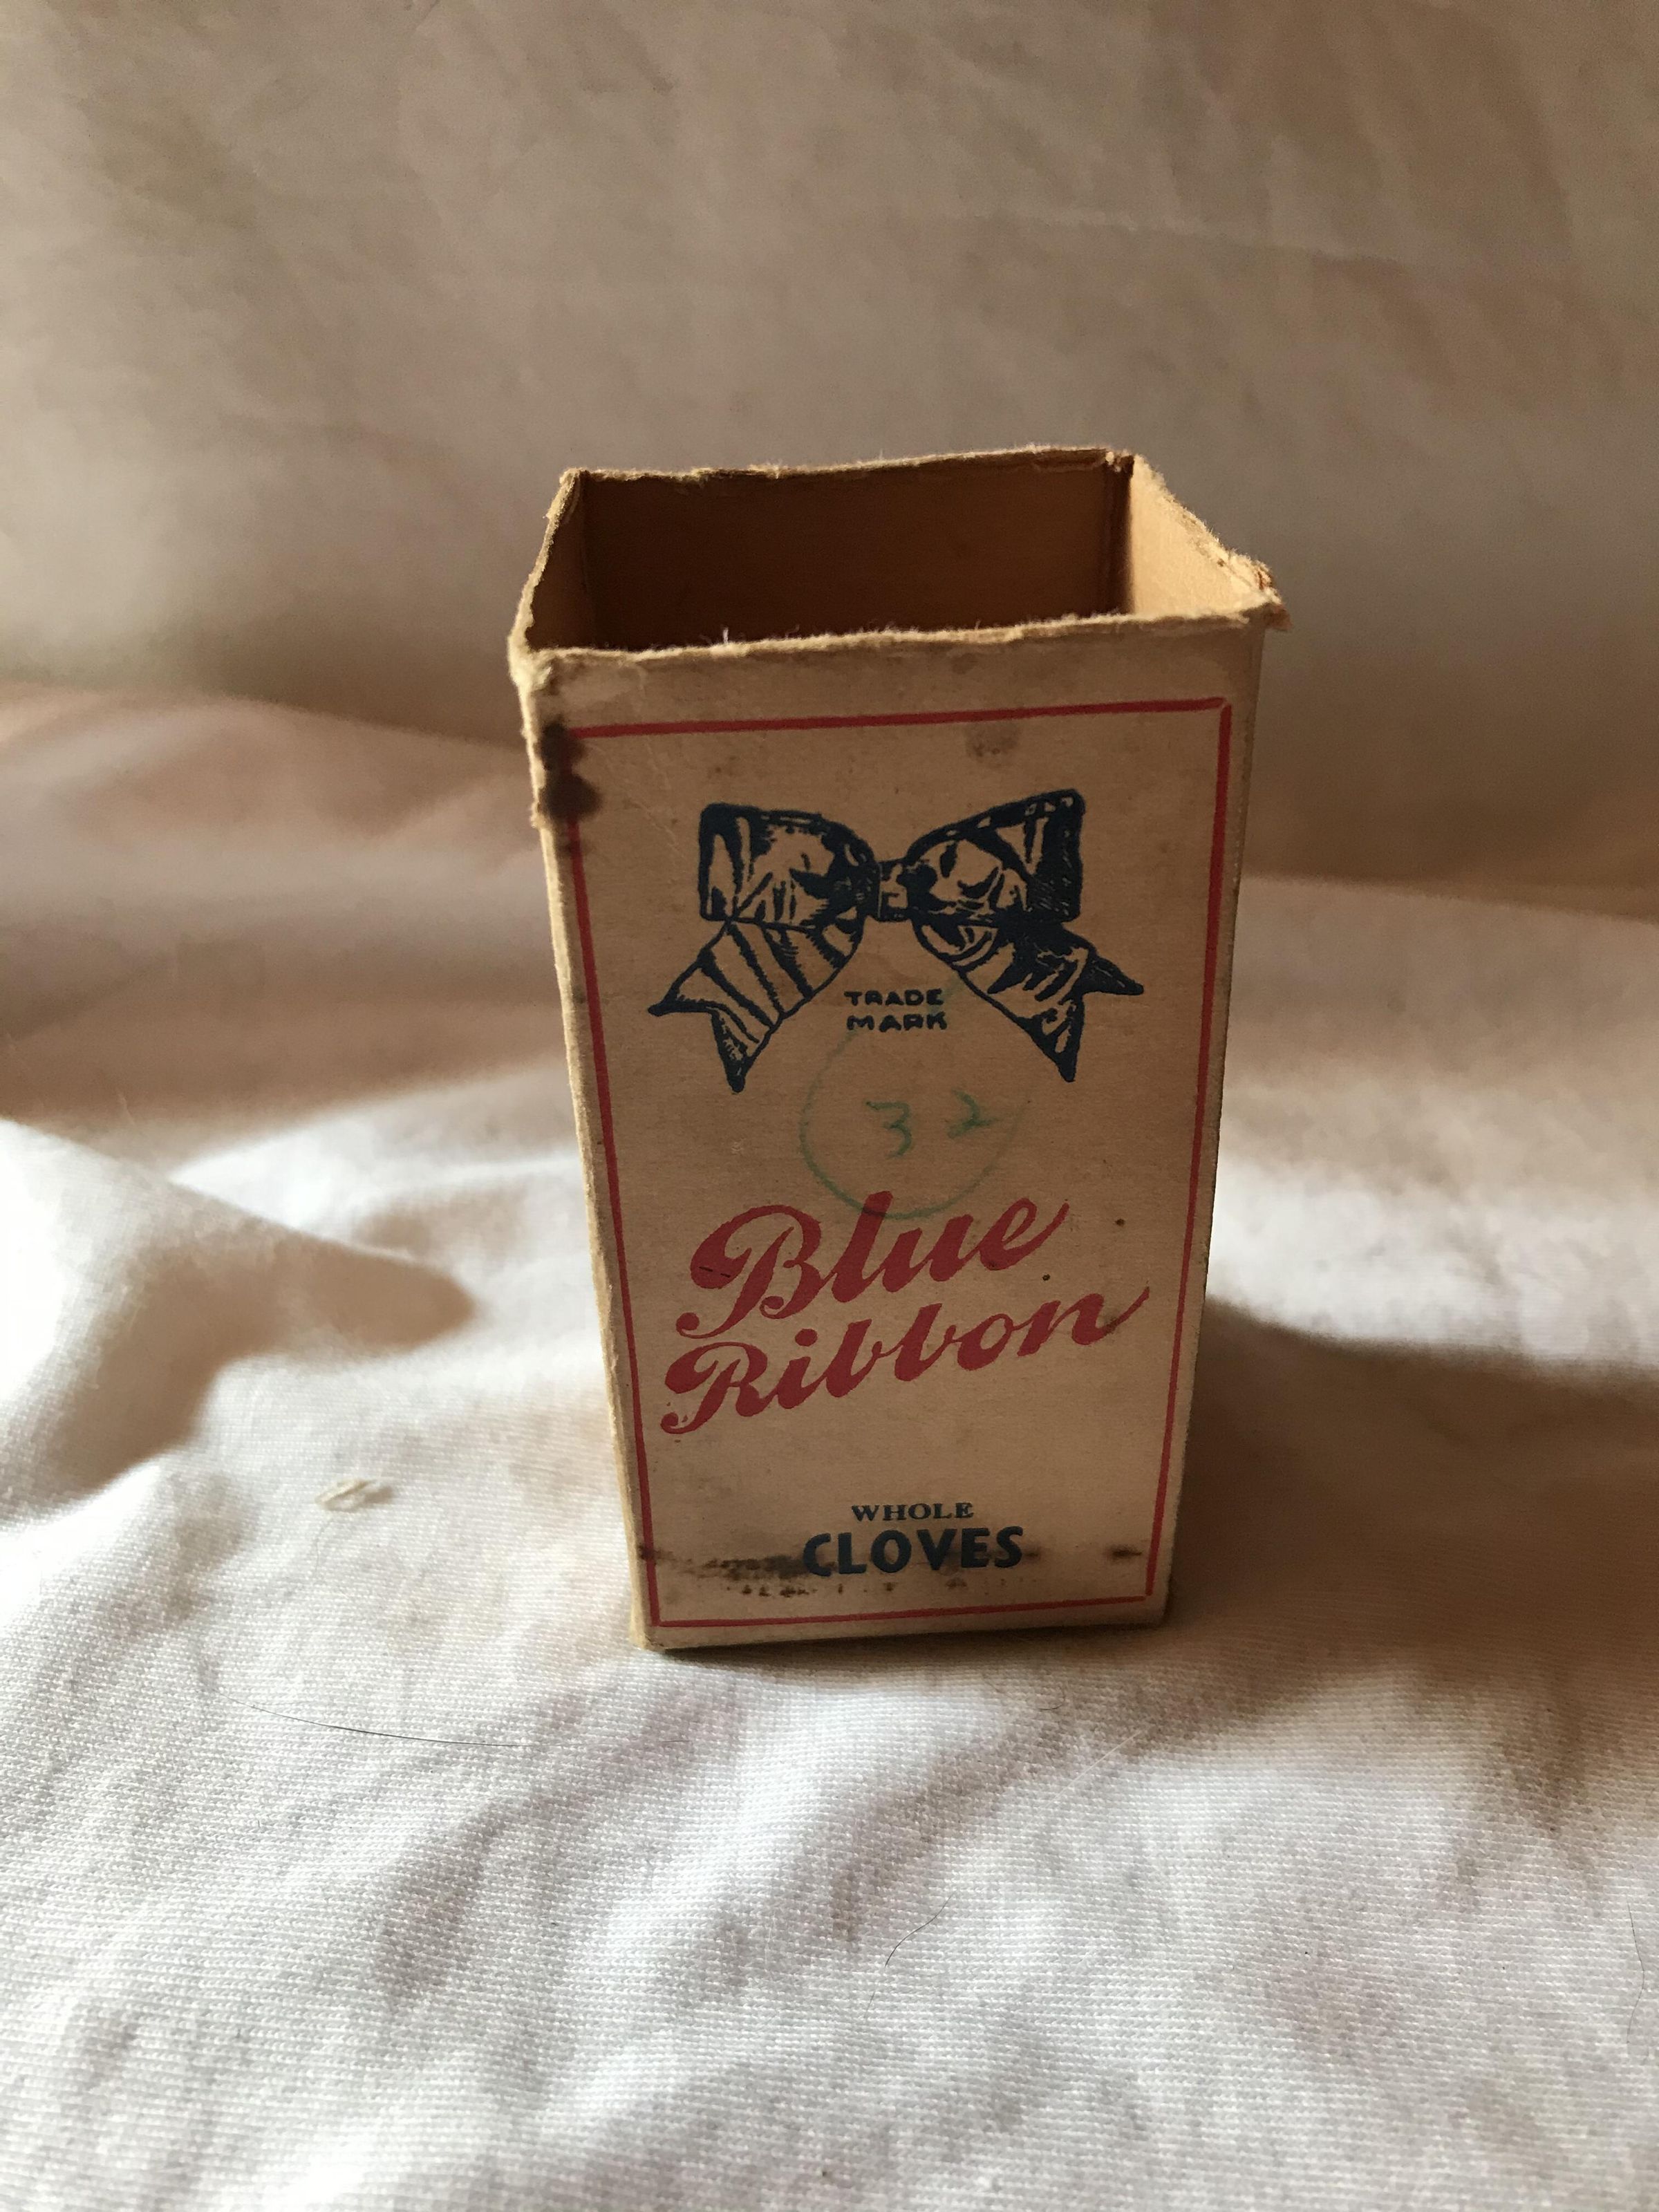 TRADE
MARK
32
Blue
Ribbon
WHOLE
CLOVES